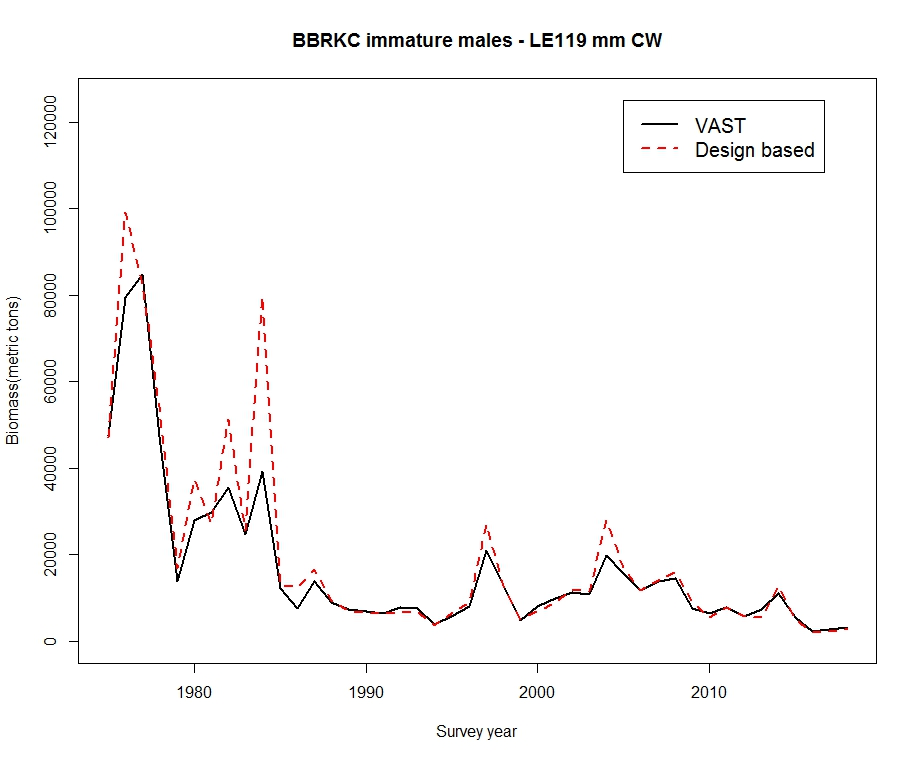 BBRKC immature males - LE119 mm CW
VAST
Design based
Biomass(metric tons)
120000
100000
80000
60000
40000
20000
0
1980
1990
2000
2010
Survey year